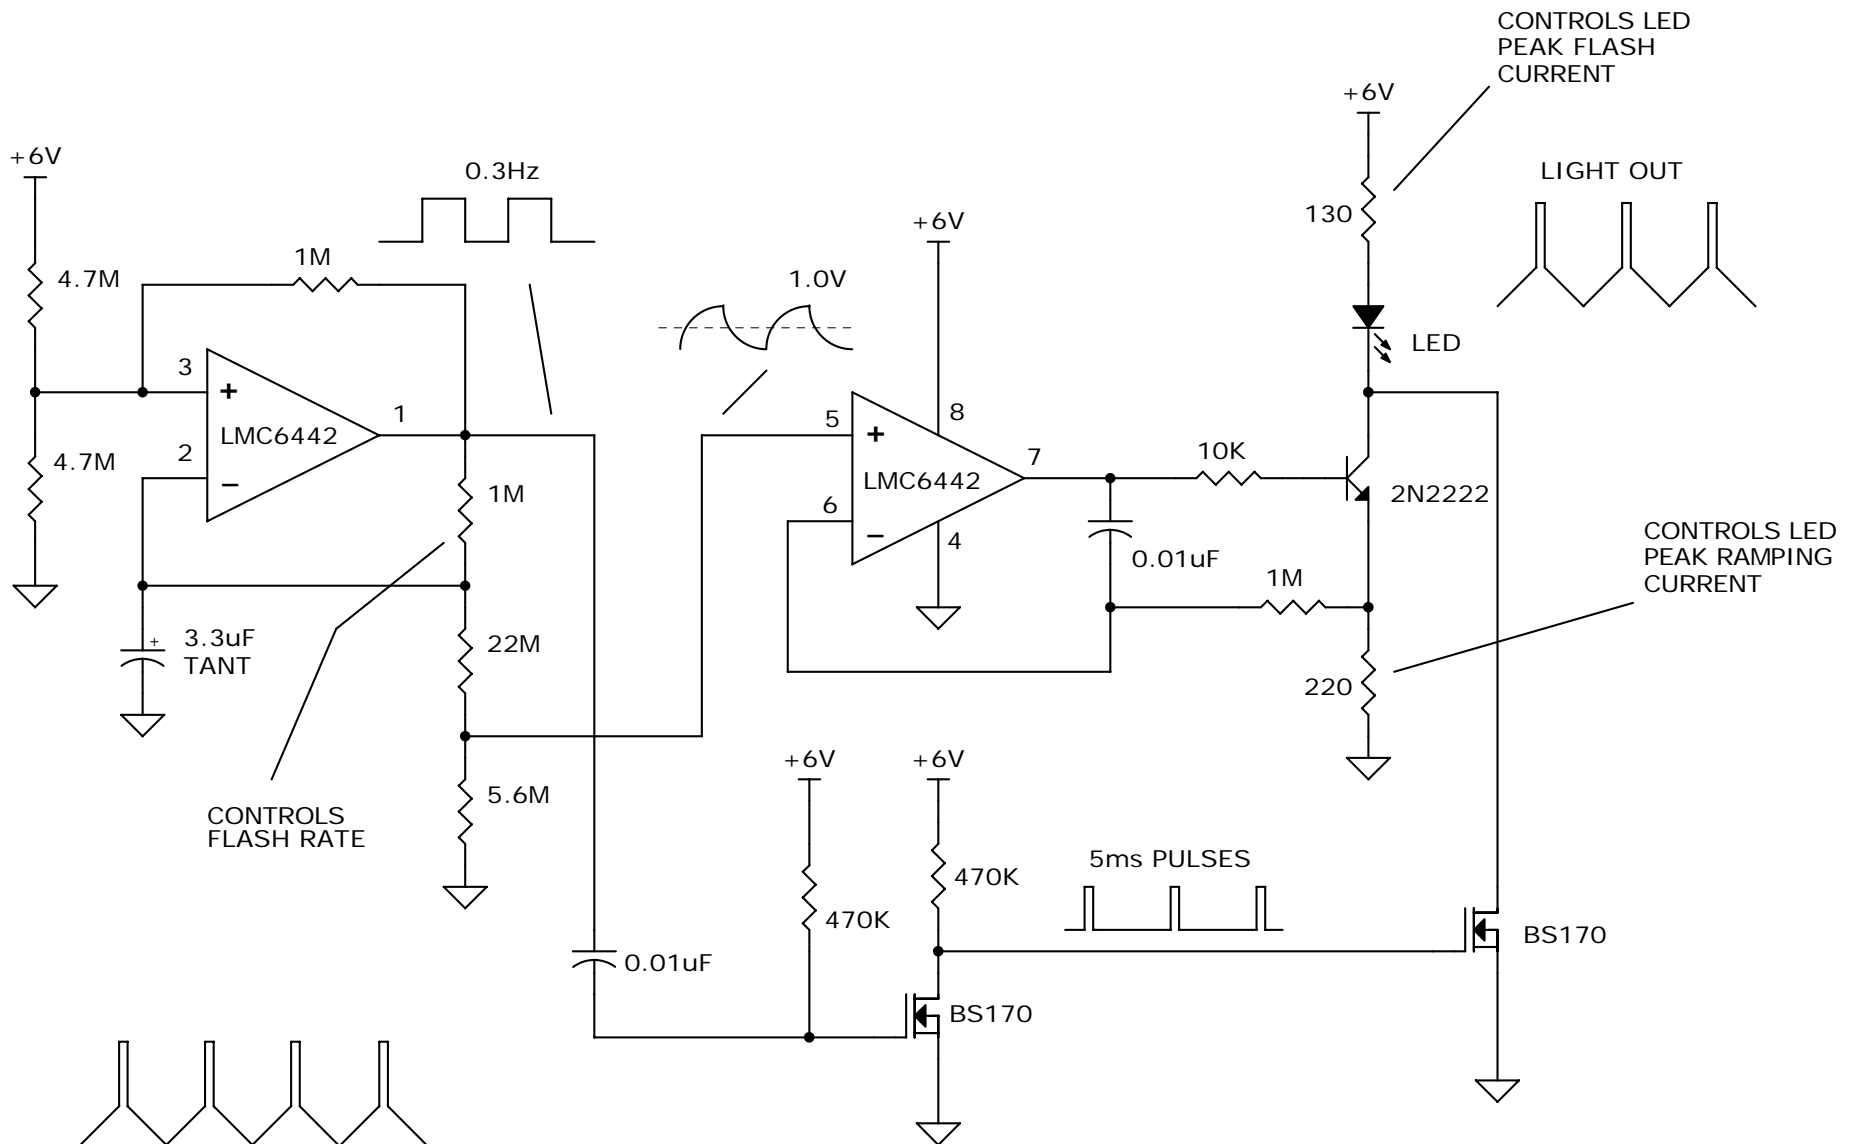 CONTROLS LED
PEAK FLASH
CURRENT
+6V
+6V
0.3Hz
LIGHT OUT
130
+6V
1M
4.7M
1.0V
LED
3
+
1
8
5
+
LMC6442
2
4.7M
−
7
10K
LMC6442
6
1M
2N2222
−
4
0.01uF
CONTROLS LED
PEAK RAMPING
CURRENT
1M
+
3.3uF
TANT
22M
220
+6V
+6V
5.6M
CONTROLS
FLASH RATE
5ms PULSES
470K
470K
BS170
0.01uF
BS170